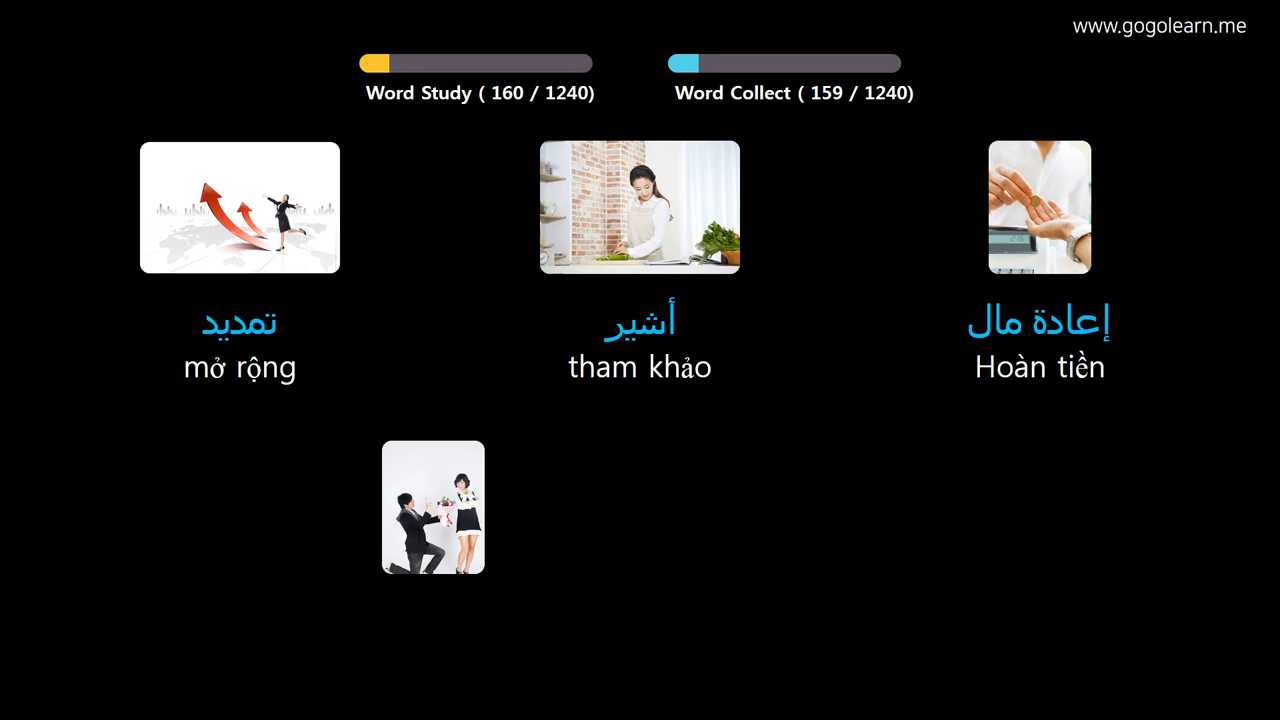 www.gogolearn.me
Word Study ( 160 / 1240)
Word Collect ( 159 / 1240)
تمديد
mở rộng
أشير
tham khảo
إعادة مال
Hoàn tiền